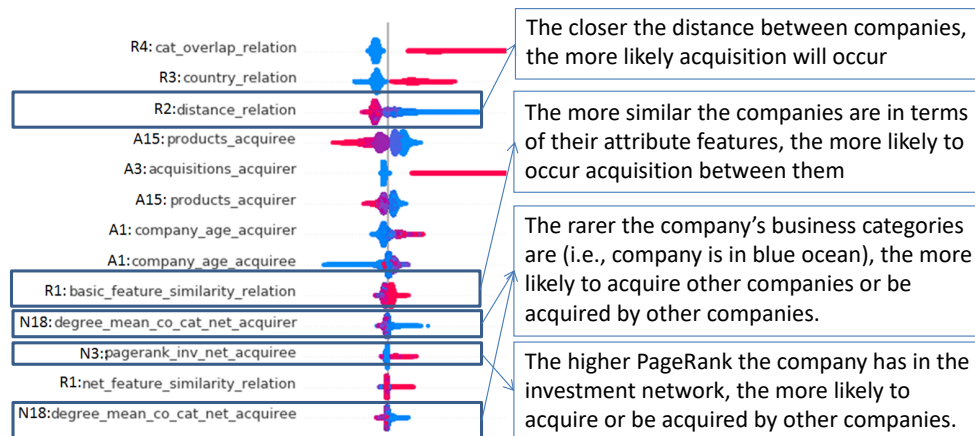 R4: cat_overlap_relation
R3: country_relation
R2: distance_relation
A15: products_acquiree
A3: acquisitions_acquirer
A15: products_acquirer
A1: company_age_acquirer
A1: company_age_acquiree
R1: basic_feature_similarity_relation
N18: degree_mean_co_cat_net_acquirer
N3: pagerank_inv_net_acquiree
R1: net_feature_similarity_relation
N18: degree_mean_co_cat_net_acquiree
The closer the distance between companies,
the more likely acquisition will occur
The more similar the companies are in terms
of their attribute features, the more likely to
occur acquisition between them
The rarer the company’s business categories
are (i.e., company is in blue ocean), the more
likely to acquire other companies or be
acquired by other companies.
The higher PageRank the company has in the
investment network, the more likely to
acquire or be acquired by other companies.